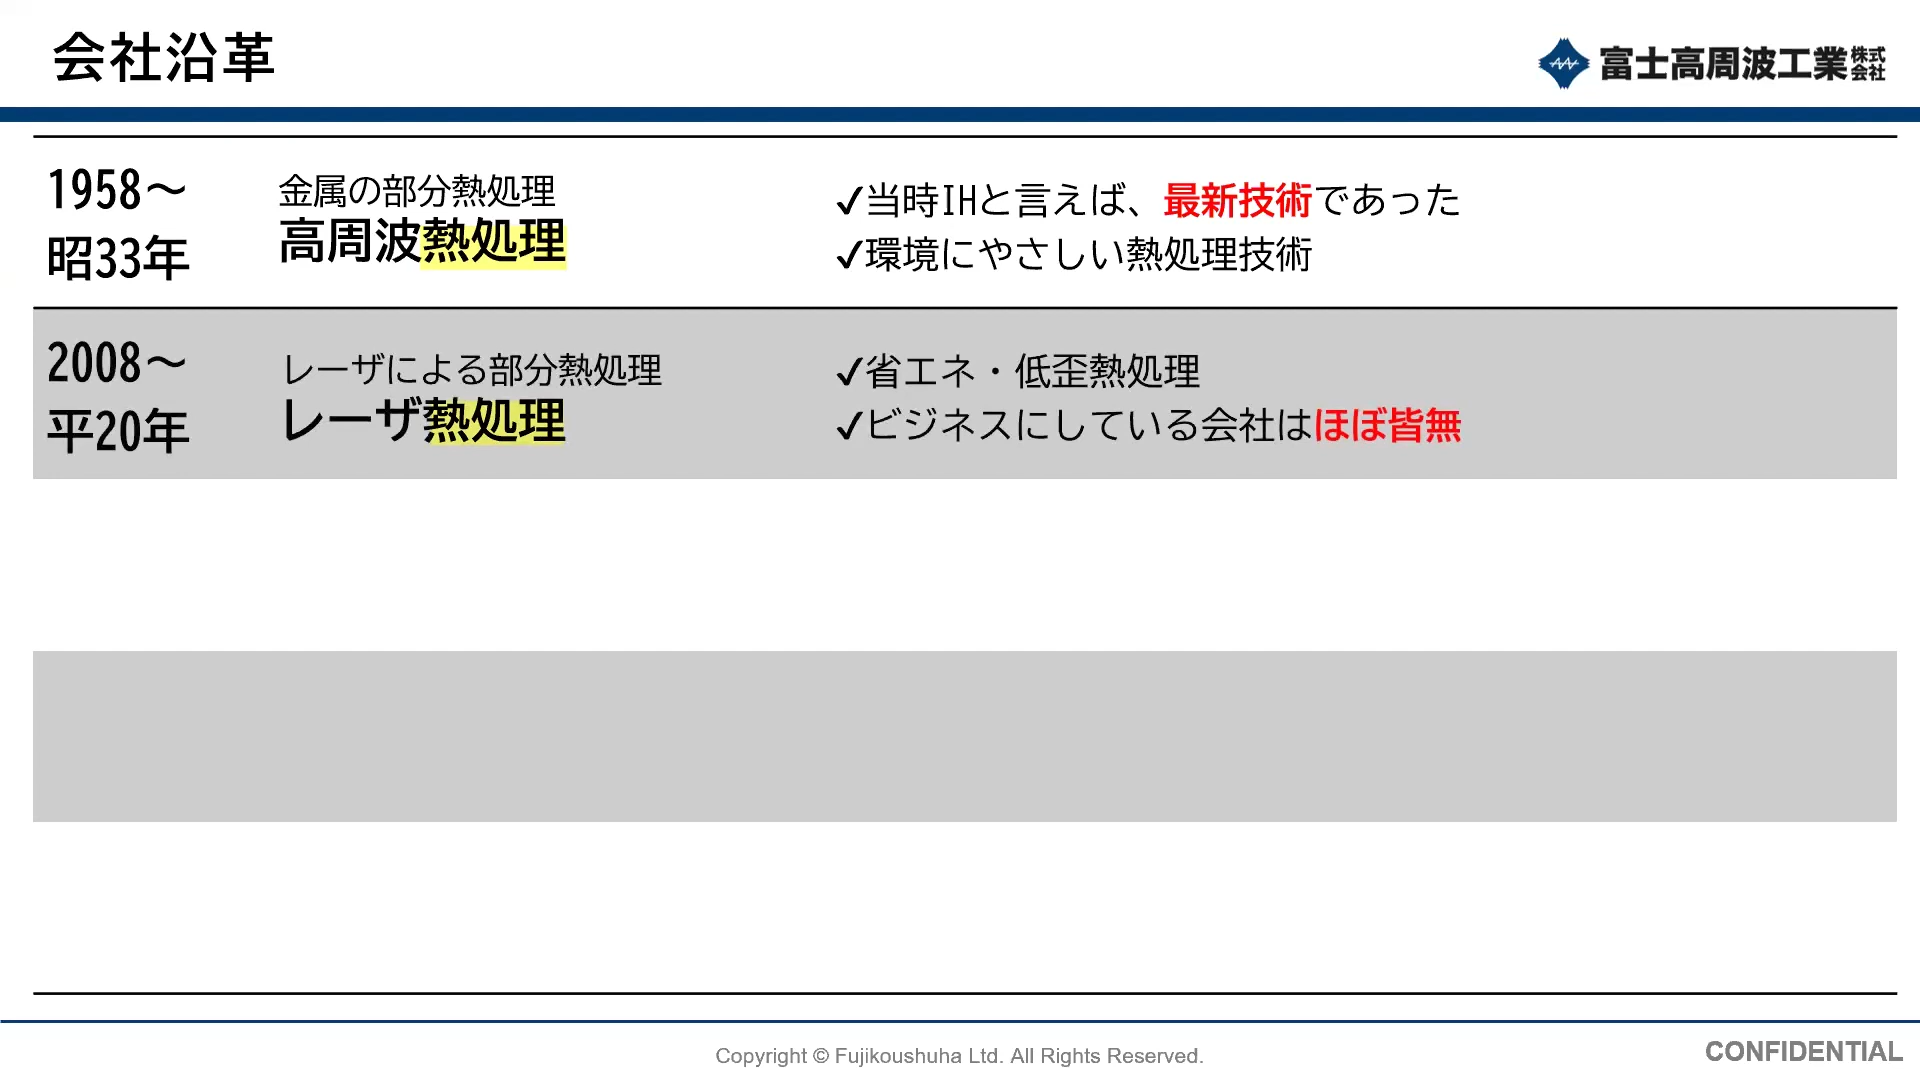 会社沿革
富士高周波工業株式会社
1958～
昭33年
金属の部分熱処理
高周波熱処理
✓当時IHと言えば、最新技術であった
✓環境にやさしい熱処理技術
2008～
平20年
レーザによる部分熱処理
レーザ熱処理
✓省エネ・低歪熱処理
✓ビジネスにしている会社はほぼ皆無
Copyright © Fujikoushuha Ltd. All Rights Reserved.
CONFIDENTIAL